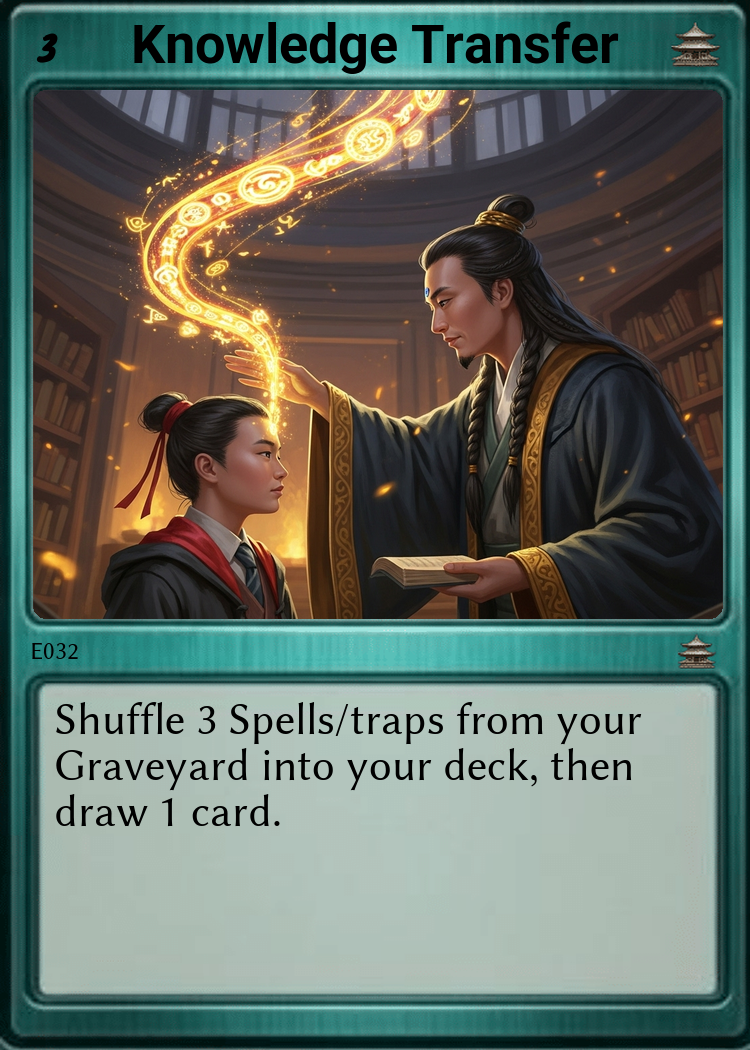 3 Knowledge Transfer
E032
Shuffle 3 Spells/traps from your
Graveyard into your deck, then
draw 1 card.